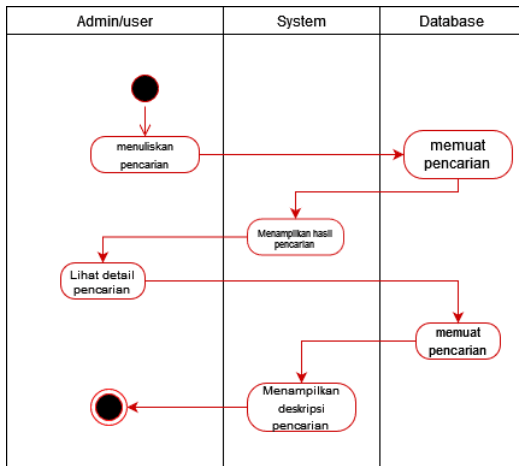 Admin/user
System
Database
menuliskan
pencarian
memuat
pencarian
Menampilkan hasil
pencarian
Lihat detail
pencarian
memuat
pencarian
Menampilkan
deskripsi
pencarian